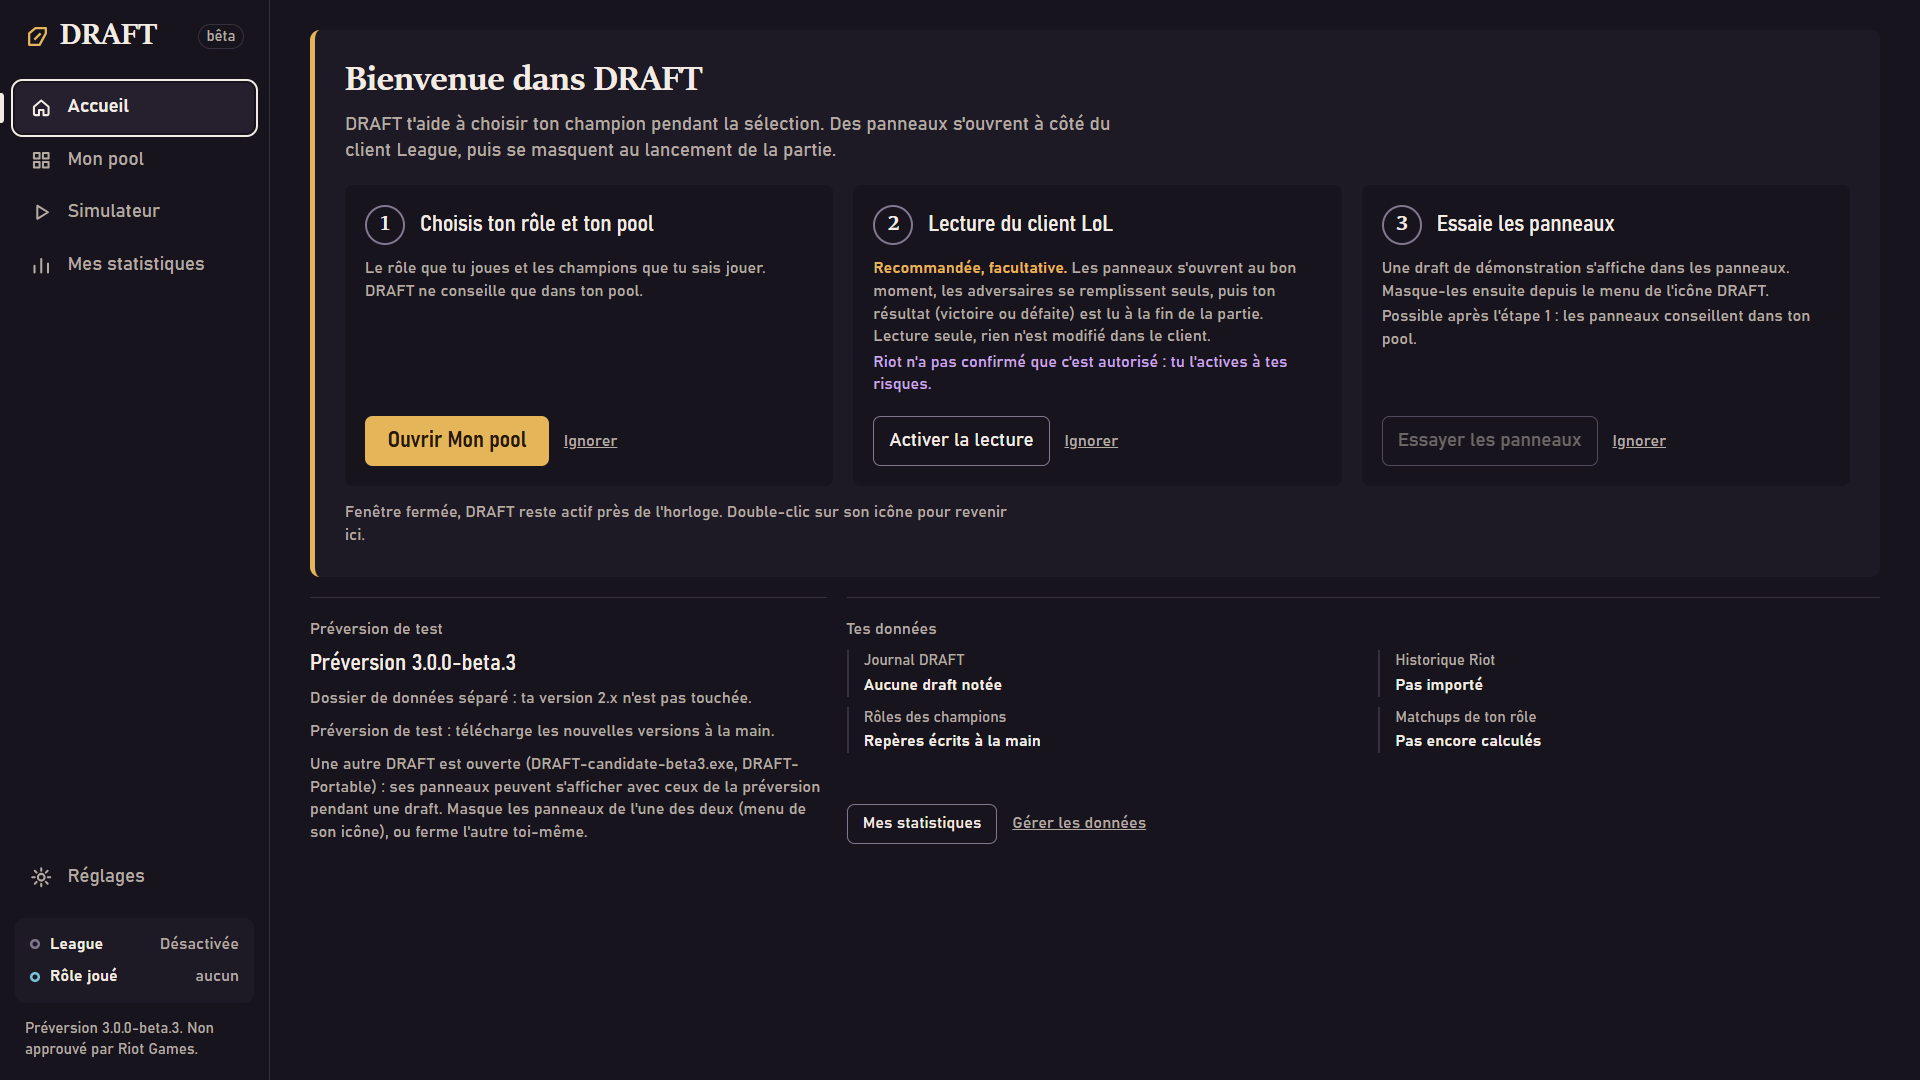 DRAFT
bêta
Accueil
Mon pool
Simulateur
Mes statistiques
Réglages
League
Désactivée
Rôle joué
aucun
Préversion 3.0.0-beta.3. Non
approuvé par Riot Games.
Bienvenue dans DRAFT
DRAFT t'aide à choisir ton champion pendant la sélection. Des panneaux s'ouvrent à côté du
client League, puis se masquent au lancement de la partie.
1
Choisis ton rôle et ton pool
Le rôle que tu joues et les champions que tu sais jouer.
DRAFT ne conseille que dans ton pool.
Ouvrir Mon pool
Ignorer
2
Lecture du client LoL
Recommandée, facultative. Les panneaux s'ouvrent au bon
moment, les adversaires se remplissent seuls, puis ton
résultat (victoire ou défaite) est lu à la fin de la partie.
Lecture seule, rien n'est modifié dans le client.
Riot n'a pas confirmé que c'est autorisé : tu l'actives à tes
risques.
Activer la lecture
Ignorer
3
Essaie les panneaux
Une draft de démonstration s'affiche dans les panneaux.
Masque-les ensuite depuis le menu de l'icône DRAFT.
Possible après l'étape 1 : les panneaux conseillent dans ton
pool.
Essayer les panneaux
Ignorer
Fenêtre fermée, DRAFT reste actif près de l'horloge. Double-clic sur son icône pour revenir
ici.
Préversion de test
Préversion 3.0.0-beta.3
Dossier de données séparé : ta version 2.x n'est pas touchée.
Préversion de test : télécharge les nouvelles versions à la main.
Une autre DRAFT est ouverte (DRAFT-candidate-beta3.exe, DRAFT-
Portable) : ses panneaux peuvent s'afficher avec ceux de la préversion
pendant une draft. Masque les panneaux de l'une des deux (menu de
son icône), ou ferme l'autre toi-même.
Tes données
Journal DRAFT
Aucune draft notée
Historique Riot
Pas importé
Rôles des champions
Repères écrits à la main
Matchups de ton rôle
Pas encore calculés
Mes statistiques
Gérer les données